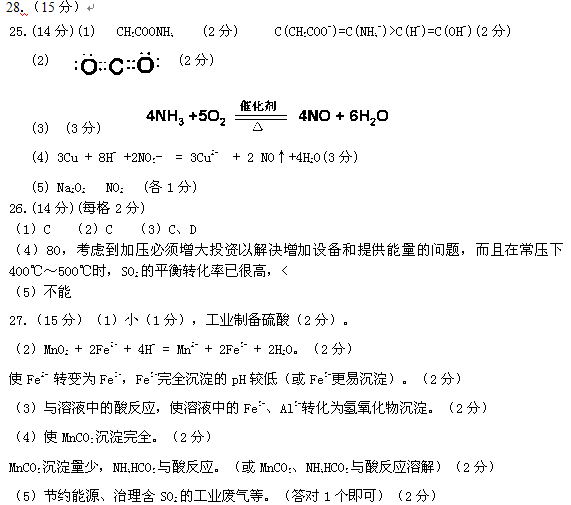 28.（15分）
25.(14分)(1) CH₃COONH₄ (2分) C(CH₃COO⁻)=C(NH₄⁺)>C(H⁺)=C(OH⁻)(2分)
(2) :Ö::C::Ö: (2分)
(3) (3分) 4NH₃ +5O₂ 催化剂 △ 4NO + 6H₂O
(4) 3Cu + 8H⁺ +2NO₃- = 3Cu²⁺ + 2 NO↑+4H₂O(3分)
(5) Na₂O₂ NO₂ (各1分)
26.(14分)(每格2分)
（1）C （2）C （3）C、D
（4）80，考虑到加压必须增大投资以解决增加设备和提供能量的问题，而且在常压下
400℃～500℃时，SO₂的平衡转化率已很高，<
（5）不能
27.（15分）（1）小（1分），工业制备硫酸（2分）。
（2）MnO₂ + 2Fe²⁺ + 4H⁺ = Mn²⁺ + 2Fe³⁺ + 2H₂O。（2分）
使Fe²⁺ 转变为Fe³⁺，Fe³⁺完全沉淀的pH较低（或Fe³⁺更易沉淀）。（2分）
（3）与溶液中的酸反应，使溶液中的Fe³⁺、Al³⁺转化为氢氧化物沉淀。（2分）
（4）使MnCO₃沉淀完全。（2分）
MnCO₃沉淀量少，NH₄HCO₃与酸反应。（或MnCO₃、NH₄HCO₃与酸反应溶解）（2分）
（5）节约能源、治理含SO₂的工业废气等。（答对1个即可）（2分）